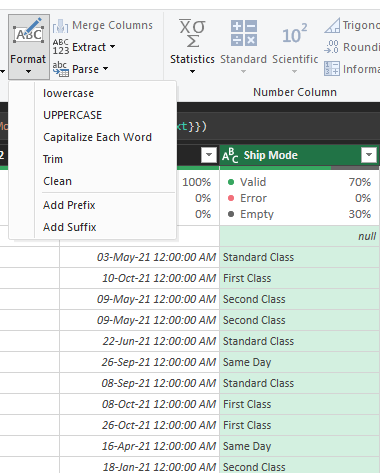 Merge Columns
Extract
Parse
Format
Statistics
Standard
10²
Scientific
Trigono
Roundi
Informa
Number Column
lowercase
UPPERCASE
Capitalize Each Word
Trim
Clean
Add Prefix
Add Suffix
xt}})
Ship Mode
100%
0%
0%
Valid 70%
Error 0%
Empty 30%
null
03-May-21 12:00:00 AM Standard Class
10-Oct-21 12:00:00 AM First Class
09-May-21 12:00:00 AM Second Class
09-May-21 12:00:00 AM Second Class
22-Jun-21 12:00:00 AM Standard Class
26-Sep-21 12:00:00 AM Same Day
08-Sep-21 12:00:00 AM Standard Class
08-Oct-21 12:00:00 AM First Class
26-Oct-21 12:00:00 AM First Class
16-Apr-21 12:00:00 AM Same Day
18-Jan-21 12:00:00 AM Second Class